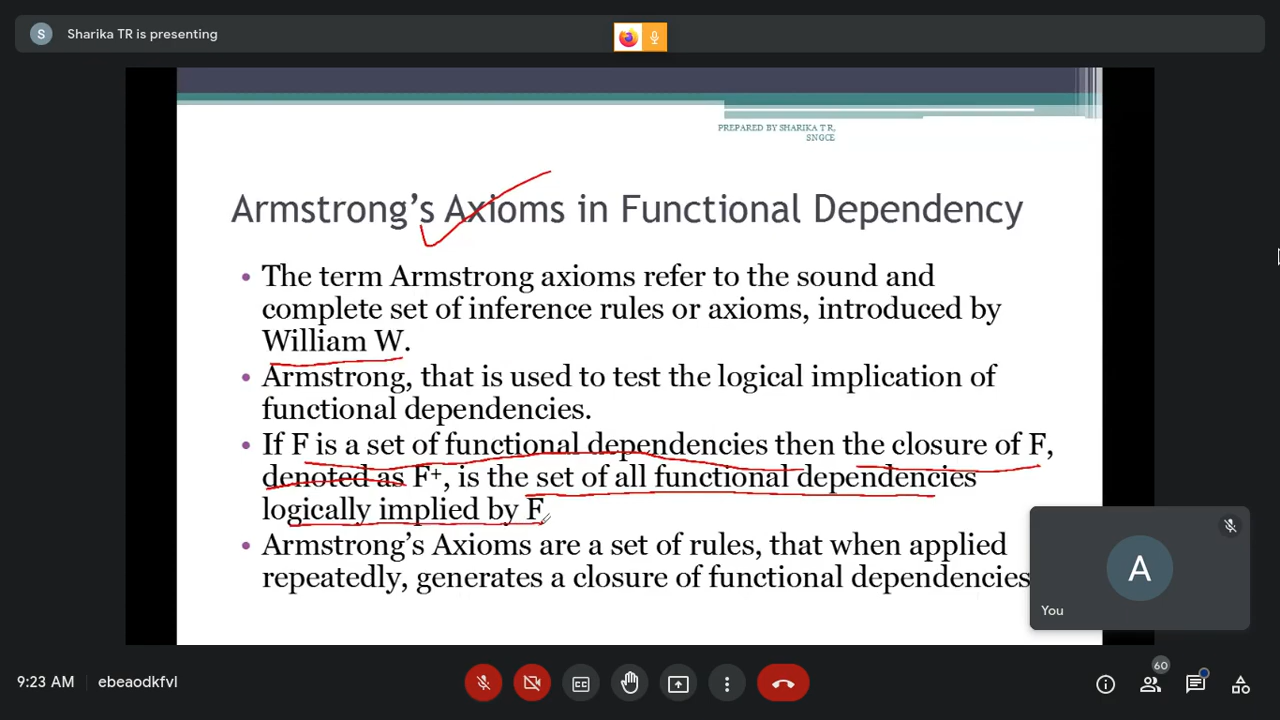 S
Sharika TR is presenting
PREPARED BY SHARIKA T R,
SNGCE
Armstrong's Axioms in Functional Dependency
• The term Armstrong axioms refer to the sound and
complete set of inference rules or axioms, introduced by
William W.
• Armstrong, that is used to test the logical implication of
functional dependencies.
• If F is a set of functional dependencies then the closure of F,
denoted as F⁺, is the set of all functional dependencies
logically implied by F.
• Armstrong's Axioms are a set of rules, that when applied
repeatedly, generates a closure of functional dependencies
A
You
9:23 AM
ebeaodkfvl
CC
60